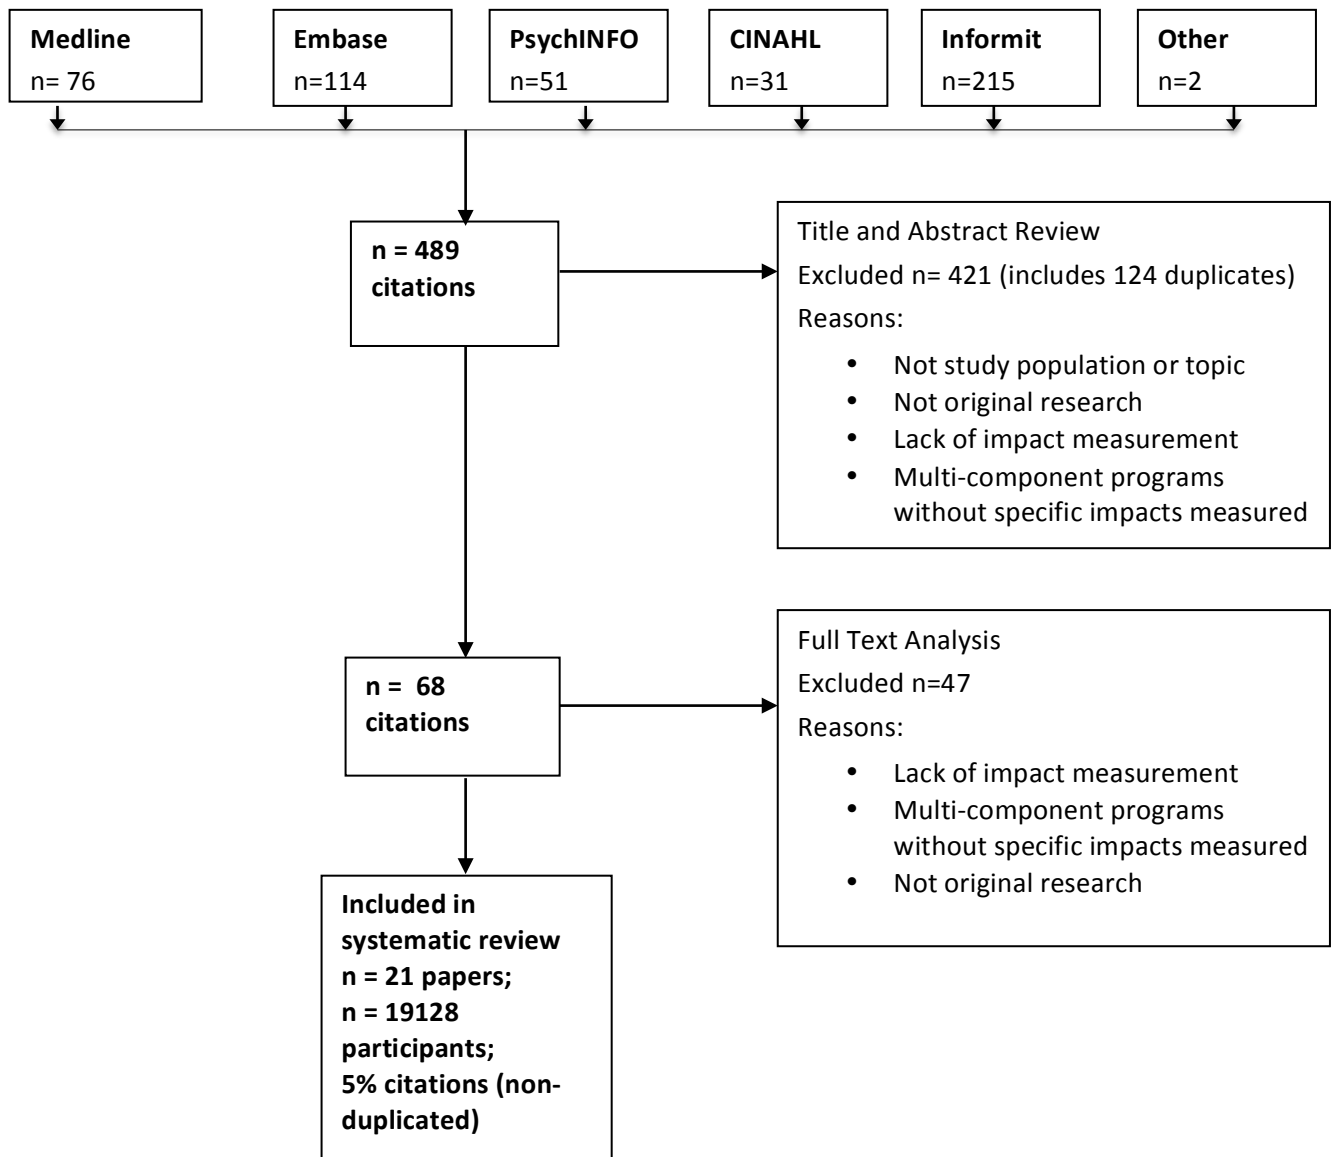 Medline
n= 76
Embase
n=114
PsychINFO
n=51
CINAHL
n=31
Informit
n=215
Other
n=2
n = 489
citations
Title and Abstract Review
Excluded n= 421 (includes 124 duplicates)
Reasons:
• Not study population or topic
• Not original research
• Lack of impact measurement
• Multi-component programs
without specific impacts measured
n =  68
citations
Full Text Analysis
Excluded n=47
Reasons:
• Lack of impact measurement
• Multi-component programs
without specific impacts measured
• Not original research
Included in
systematic review
n = 21 papers;
n = 19128
participants;
5% citations (non-
duplicated)